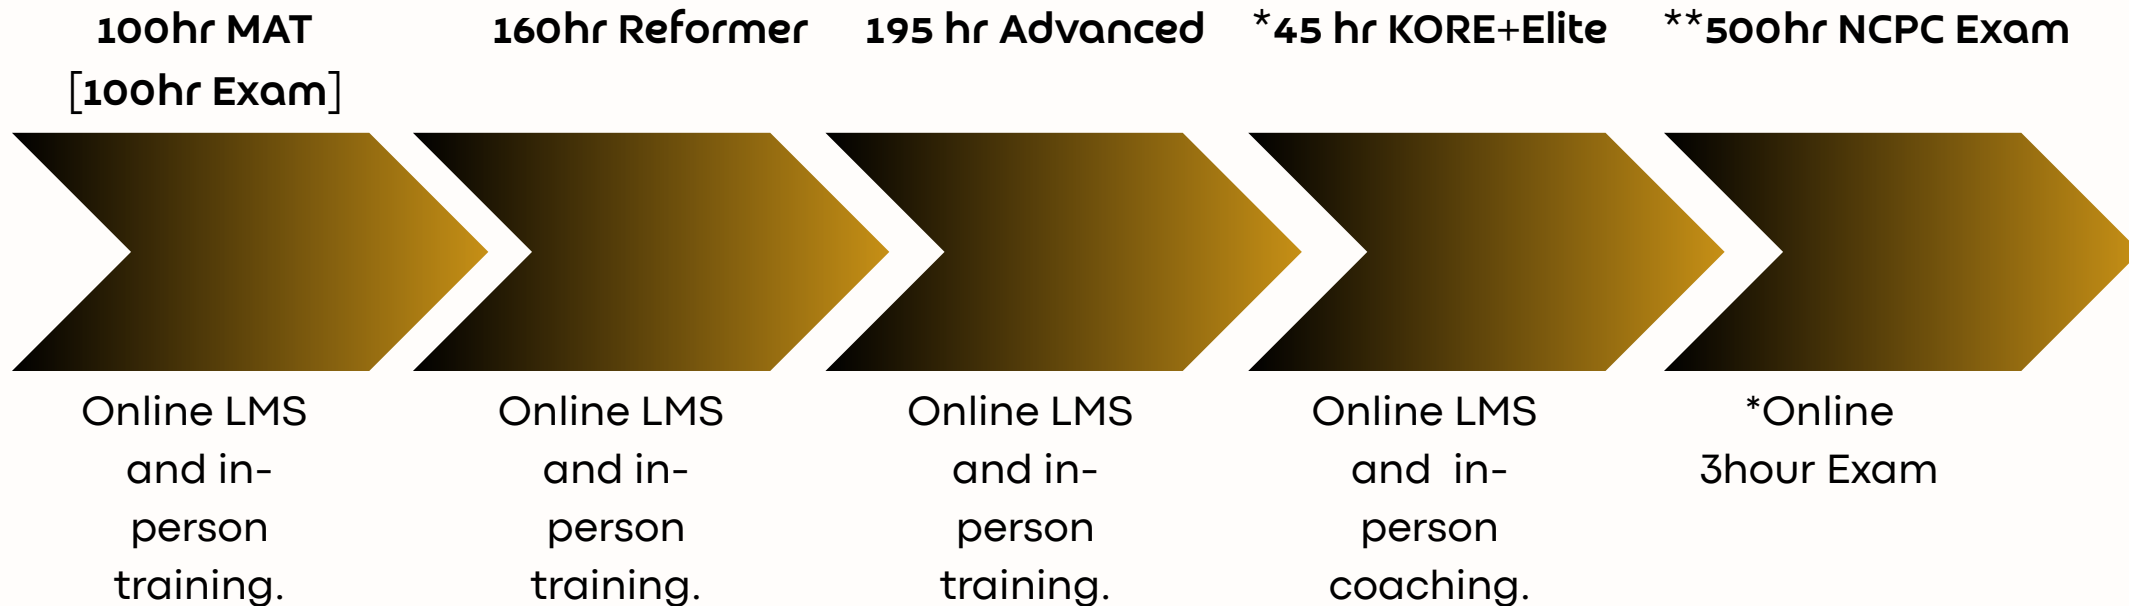 100hr MAT
[100hr Exam]
160hr Reformer
195 hr Advanced
*45 hr KORE+Elite
**500hr NCPC Exam
Online LMS
and in-
person
training.
Online LMS
and in-
person
training.
Online LMS
and in-
person
training.
Online LMS
and  in-
person
coaching.
*Online
3hour Exam